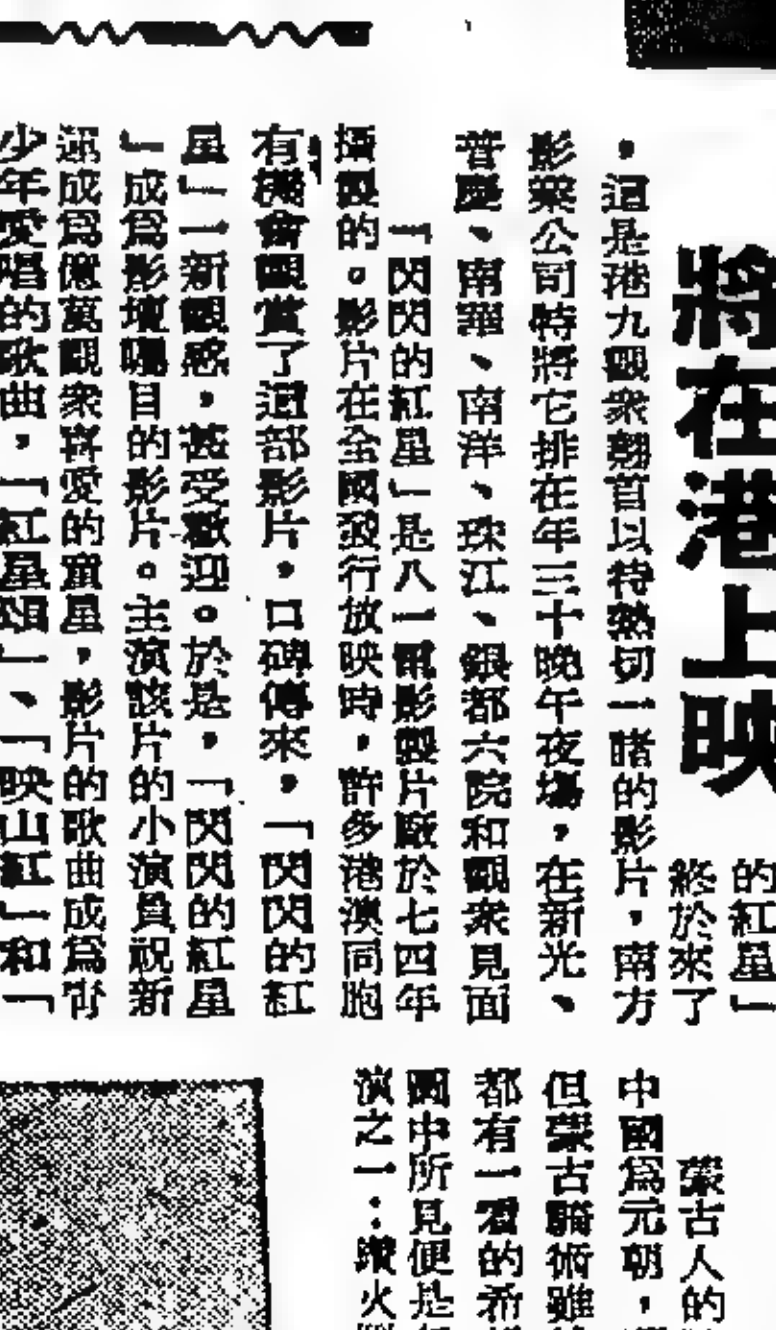 將在港上映
的紅星」
終於來了
，這是港九觀衆翹首以待熱切一睹的影片，南方
影業公司特將它排在年三十晚午夜場，在新光、
普慶、南華、南洋、珠江、銀都六院和觀衆見面
「閃閃的紅星」是八一電影製片廠於七四年
攝製的。影片在全國發行放映時，許多港澳同胞
有機會觀賞了這部影片，口碑傳來，「閃閃的紅
星」一新觀感，甚受歡迎。於是，「閃閃的紅星
」成爲影壇矚目的影片。主演該片的小演員祝新
成爲億萬觀衆喜愛的童星，影片的歌曲成爲
少年愛唱的歌曲，「紅星頌」、「映山紅」和「
蒙古人的
中國爲元朝，
但蒙古騎術雖
都有一看的希
圖中所見便是
演之一：鑽火